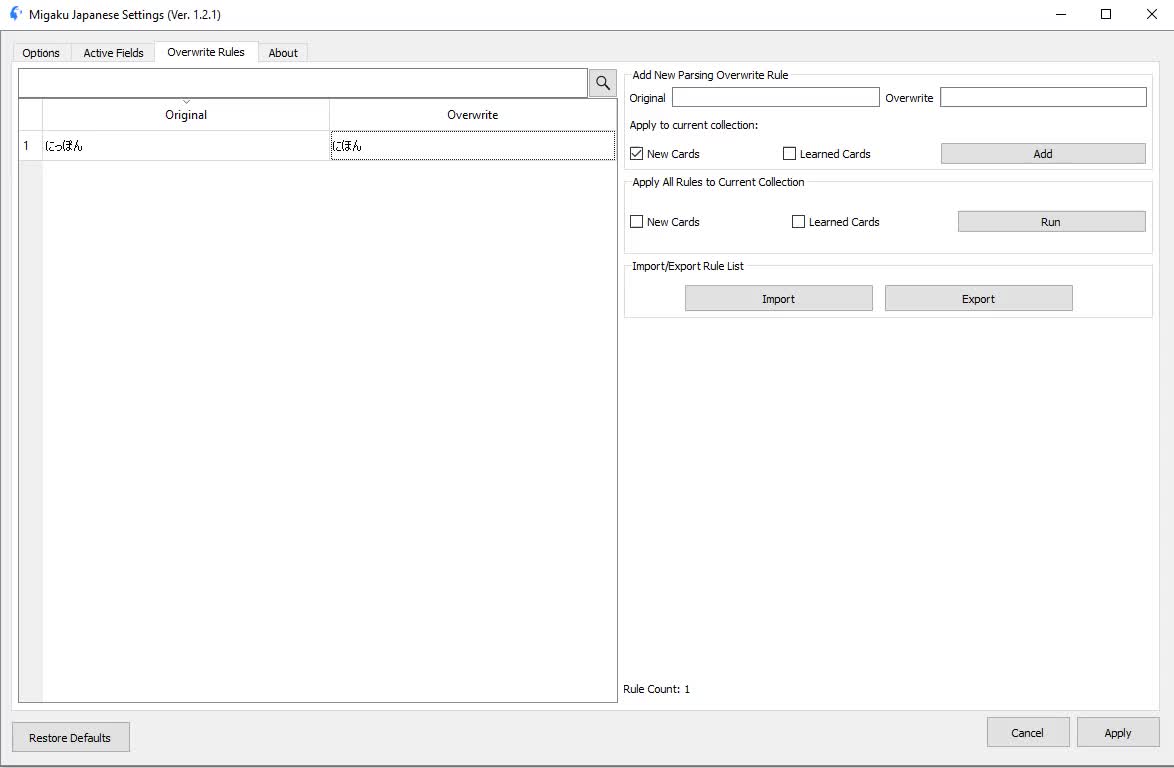 Migaku Japanese Settings (Ver. 1.2.1)
Options Active Fields Overwrite Rules About
Original Overwrite
1 にっぽん にほん
Add New Parsing Overwrite Rule
Original Overwrite
Apply to current collection:
New Cards Learned Cards Add
Apply All Rules to Current Collection
New Cards Learned Cards Run
Import/Export Rule List
Import Export
Rule Count: 1
Restore Defaults Cancel Apply